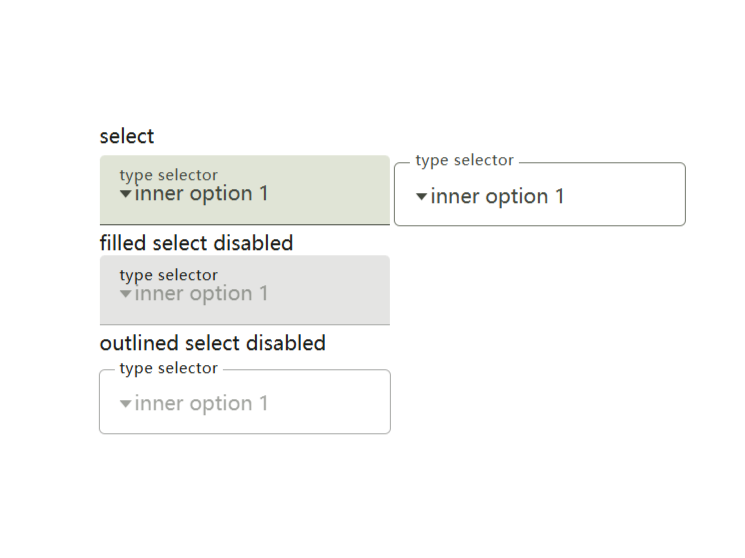 select
type selector
inner option 1
type selector
inner option 1
filled select disabled
type selector
inner option 1
outlined select disabled
type selector
inner option 1